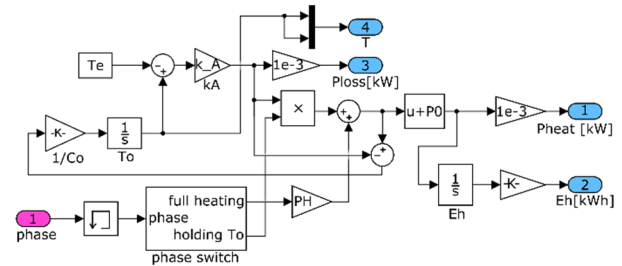 4
T
Te
k_A
kA
1e-3
3
Ploss[kW]
×
u+P0
1e-3
1
Pheat [kW]
-K-
1/Co
1
s
To
1
s
Eh
-K-
2
Eh[kWh]
1
phase
full heating
phase
holding To
phase switch
PH